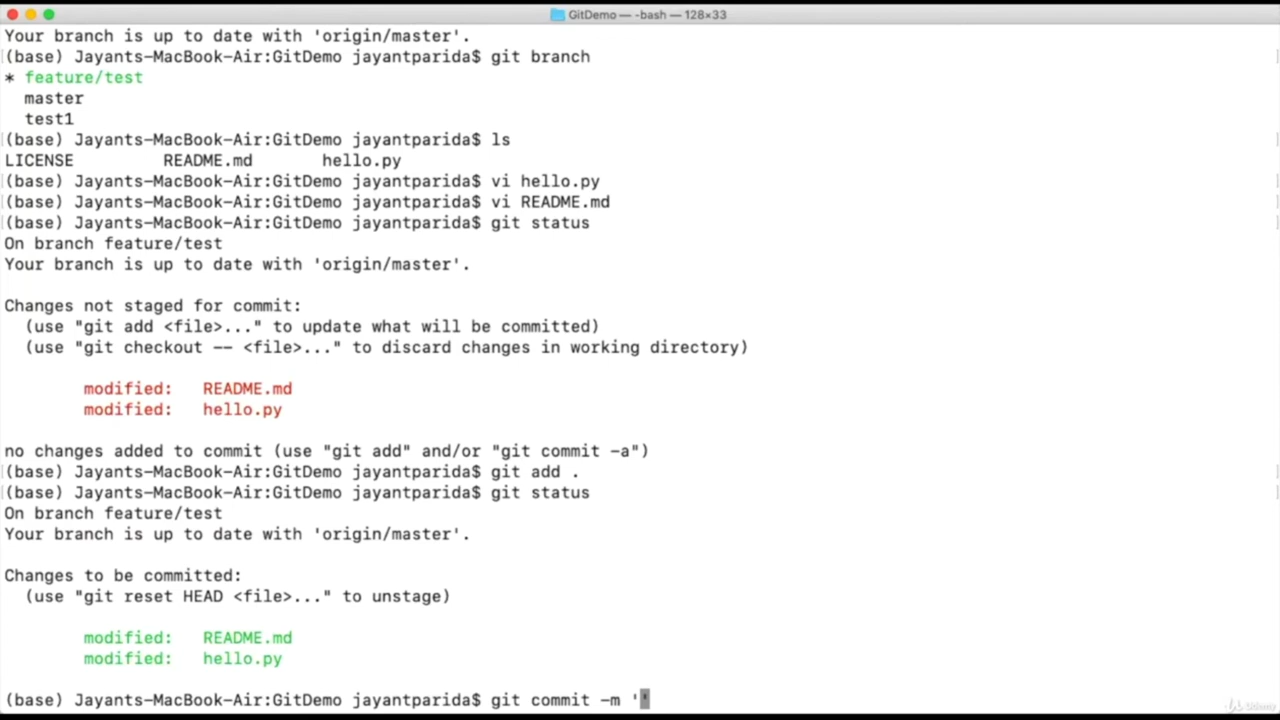 GitDemo — -bash — 128×33
Your branch is up to date with 'origin/master'.
(base) Jayants-MacBook-Air:GitDemo jayantparida$ git branch
* feature/test
master
test1
(base) Jayants-MacBook-Air:GitDemo jayantparida$ ls
LICENSE README.md hello.py
(base) Jayants-MacBook-Air:GitDemo jayantparida$ vi hello.py
(base) Jayants-MacBook-Air:GitDemo jayantparida$ vi README.md
(base) Jayants-MacBook-Air:GitDemo jayantparida$ git status
On branch feature/test
Your branch is up to date with 'origin/master'.
Changes not staged for commit:
(use "git add <file>..." to update what will be committed)
(use "git checkout -- <file>..." to discard changes in working directory)
modified: README.md
modified: hello.py
no changes added to commit (use "git add" and/or "git commit -a")
(base) Jayants-MacBook-Air:GitDemo jayantparida$ git add .
(base) Jayants-MacBook-Air:GitDemo jayantparida$ git status
On branch feature/test
Your branch is up to date with 'origin/master'.
Changes to be committed:
(use "git reset HEAD <file>..." to unstage)
modified: README.md
modified: hello.py
(base) Jayants-MacBook-Air:GitDemo jayantparida$ git commit -m ''
Udemy